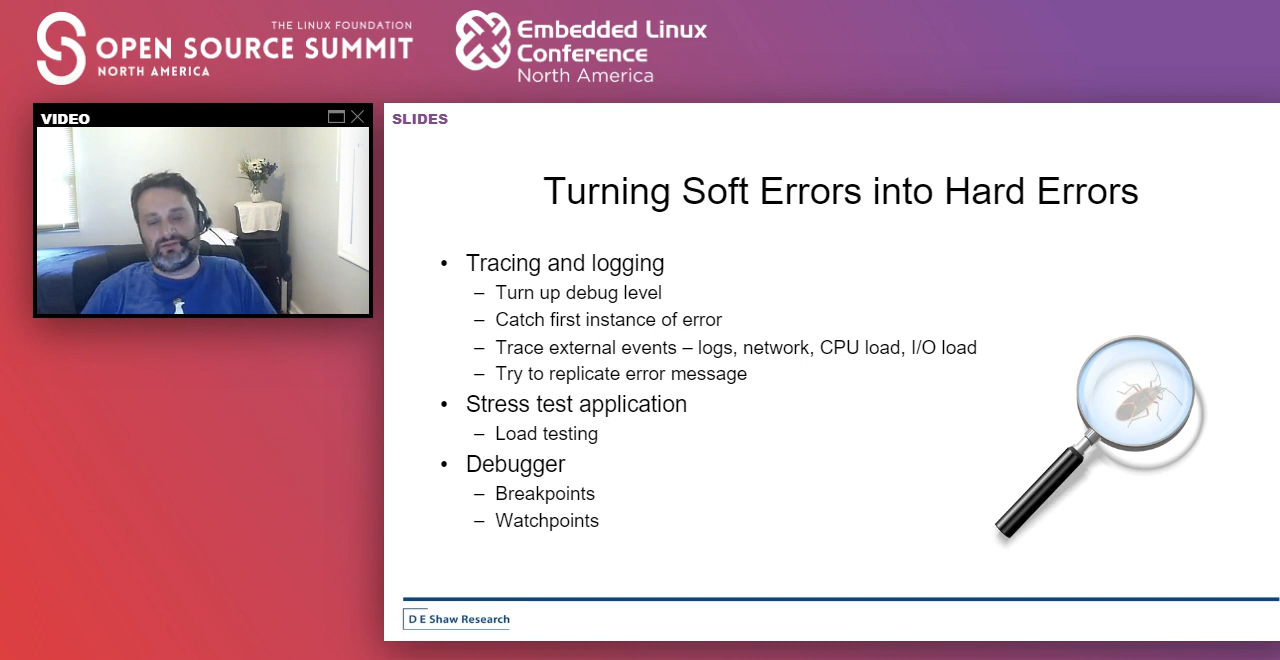 THE LINUX FOUNDATION
OPEN SOURCE SUMMIT
NORTH AMERICA
Embedded Linux
Conference
North America
VIDEO
SLIDES
Turning Soft Errors into Hard Errors
• Tracing and logging
– Turn up debug level
– Catch first instance of error
– Trace external events – logs, network, CPU load, I/O load
– Try to replicate error message
• Stress test application
– Load testing
• Debugger
– Breakpoints
– Watchpoints
D E Shaw Research